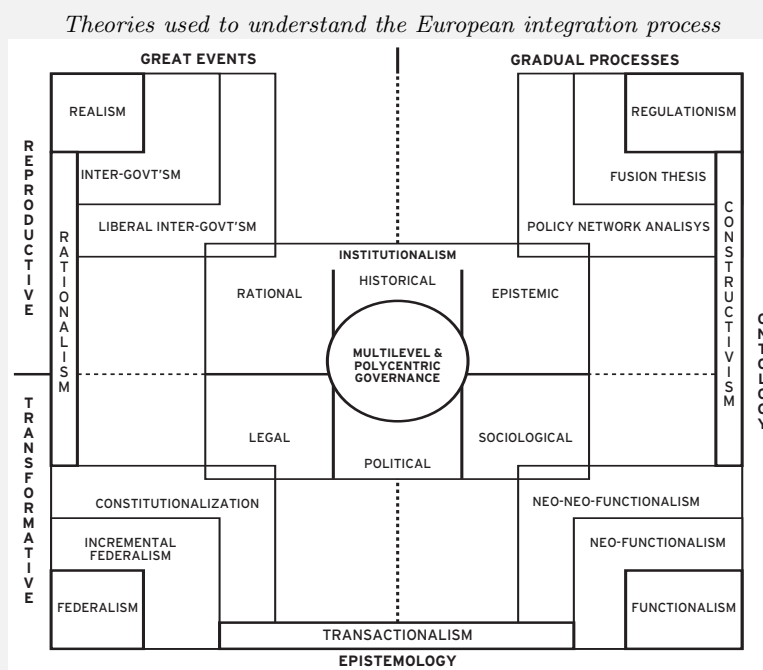 Theories used to understand the European integration process
GREAT EVENTS
GRADUAL PROCESSES
REALISM
REGULATIONISM
REPRODUCTIVE
INTER-GOVT'SM
FUSION THESIS
LIBERAL INTER-GOVT'SM
POLICY NETWORK ANALISYS
RATIONALISM
CONSTRUCTIVISM
INSTITUTIONALISM
RATIONAL
HISTORICAL
EPISTEMIC
MULTILEVEL &
POLYCENTRIC
GOVERNANCE
ONTOLOGY
TRANSFORMATIVE
LEGAL
POLITICAL
SOCIOLOGICAL
CONSTITUTIONALIZATION
NEO-NEO-FUNCTIONALISM
INCREMENTAL
FEDERALISM
NEO-FUNCTIONALISM
FEDERALISM
FUNCTIONALISM
TRANSACTIONALISM
EPISTEMOLOGY